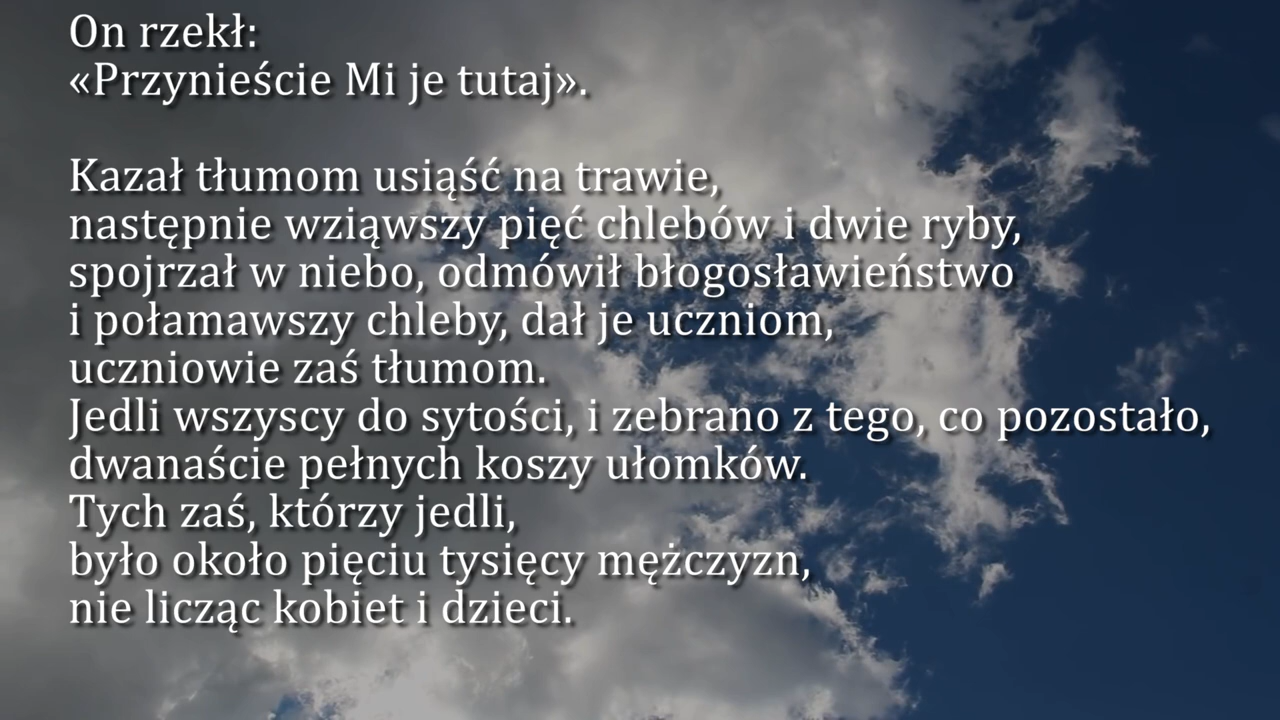 On rzekł:
«Przynieście Mi je tutaj».
Kazał tłumom usiąść na trawie,
następnie wziąwszy pięć chlebów i dwie ryby,
spojrzał w niebo, odmówił błogosławieństwo
i połamawszy chleby, dał je uczniom,
uczniowie zaś tłumom.
Jedli wszyscy do sytości, i zebrano z tego, co pozostało,
dwanaście pełnych koszy ułomków.
Tych zaś, którzy jedli,
było około pięciu tysięcy mężczyzn,
nie licząc kobiet i dzieci.